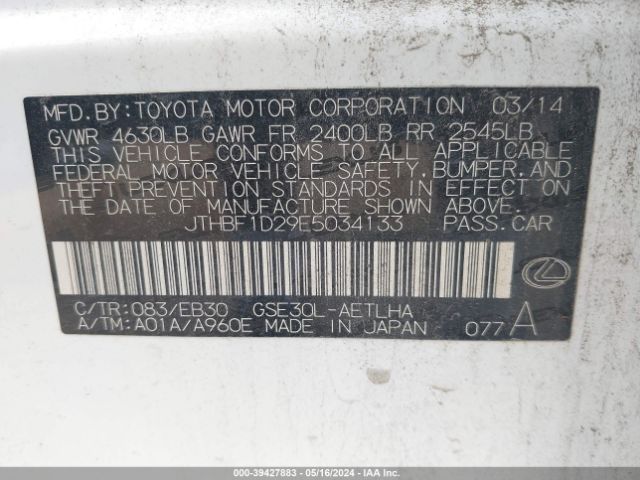 MFD.BY:TOYOTA MOTOR CORPORATION 03/14
GVWR 4630LB GAWR FR 2400LB RR 2545LB
THIS VEHICLE CONFORMS TO ALL APPLICABLE
FEDERAL MOTOR VEHICLE SAFETY,BUMPER,AND
THEFT PREVENTION STANDARDS IN EFFECT ON
THE DATE OF MANUFACTURE SHOWN ABOVE.
JTHBF1D29E5034133 PASS.CAR
C/TR:083/EB30 GSE30L-AETLHA
A/TM:A01A/A960E MADE IN JAPAN 077 A
000-39427883 - 05/16/2024 - IAAI.COM